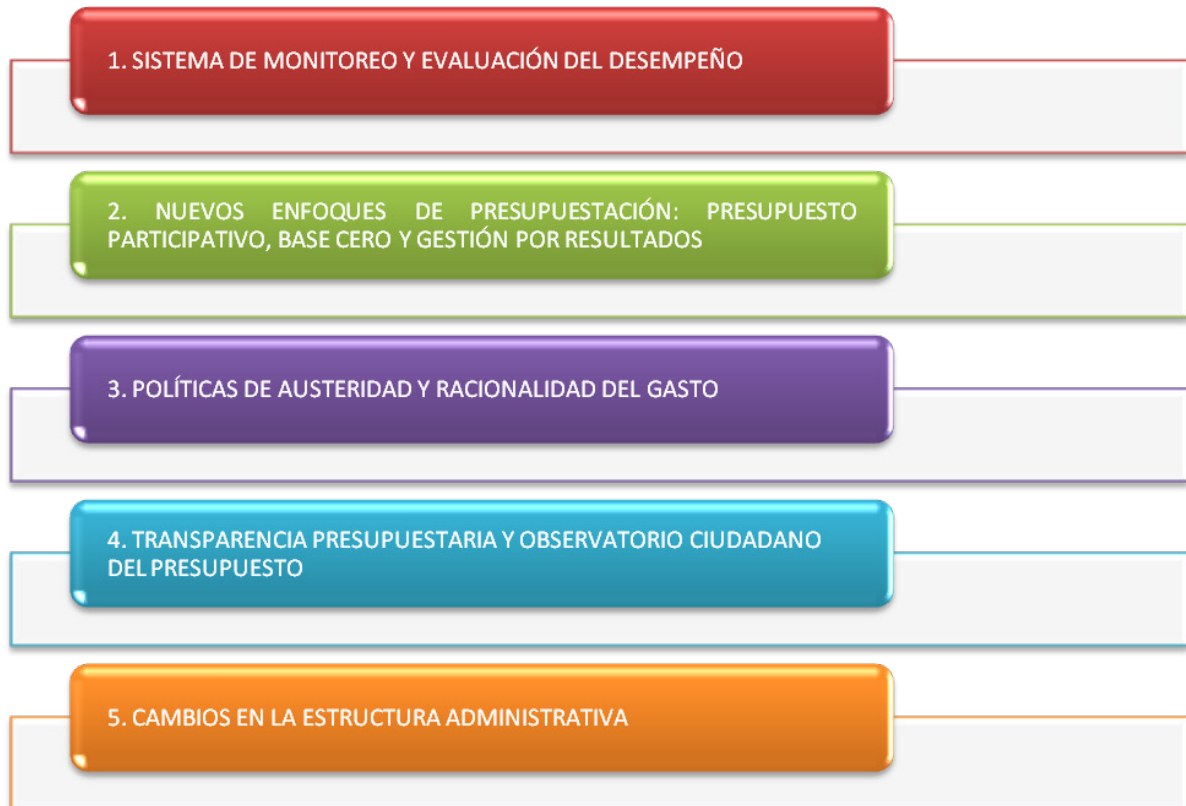 1. SISTEMA DE MONITOREO Y EVALUACIÓN DEL DESEMPEÑO
2. NUEVOS ENFOQUES DE PRESUPUESTACIÓN: PRESUPUESTO
PARTICIPATIVO, BASE CERO Y GESTIÓN POR RESULTADOS
3. POLÍTICAS DE AUSTERIDAD Y RACIONALIDAD DEL GASTO
4. TRANSPARENCIA PRESUPUESTARIA Y OBSERVATORIO CIUDADANO
DEL PRESUPUESTO
5. CAMBIOS EN LA ESTRUCTURA ADMINISTRATIVA